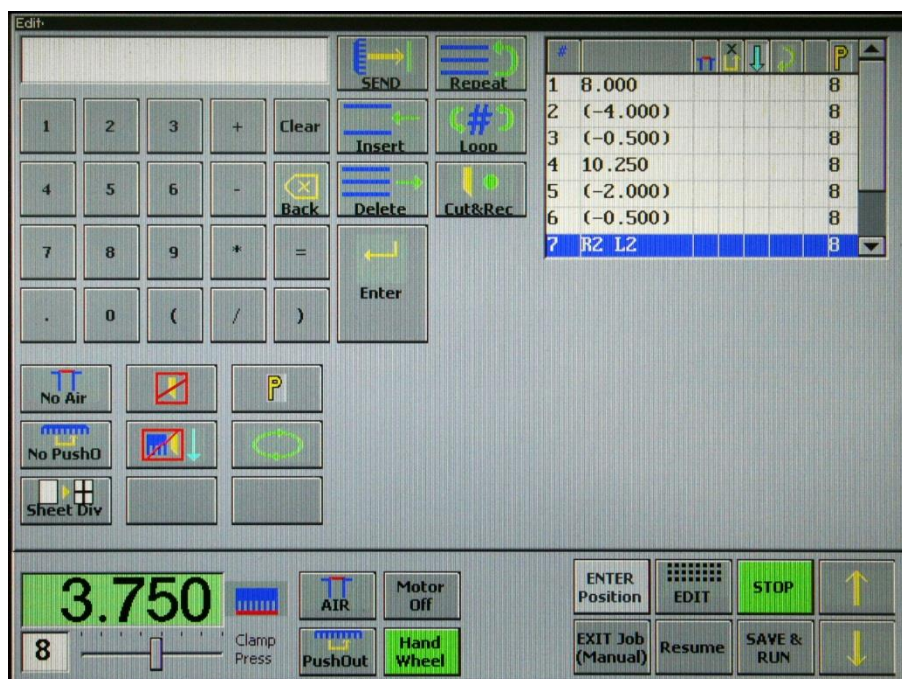 Edit:
SEND Repeat
1 2 3 + Clear Insert Loop
4 5 6 - Back Delete Cut&Rec
7 8 9 * = Enter
. 0 ( / )
# X P
1 8.000 8
2 (-4.000) 8
3 (-0.500) 8
4 10.250 8
5 (-2.000) 8
6 (-0.500) 8
7 R2 L2 8
No Air P
No PushO
Sheet Div
3.750
8
Clamp
Press
AIR
Motor
Off
PushOut
Hand
Wheel
ENTER
Position
EDIT
STOP
EXIT Job
(Manual)
Resume
SAVE &
RUN